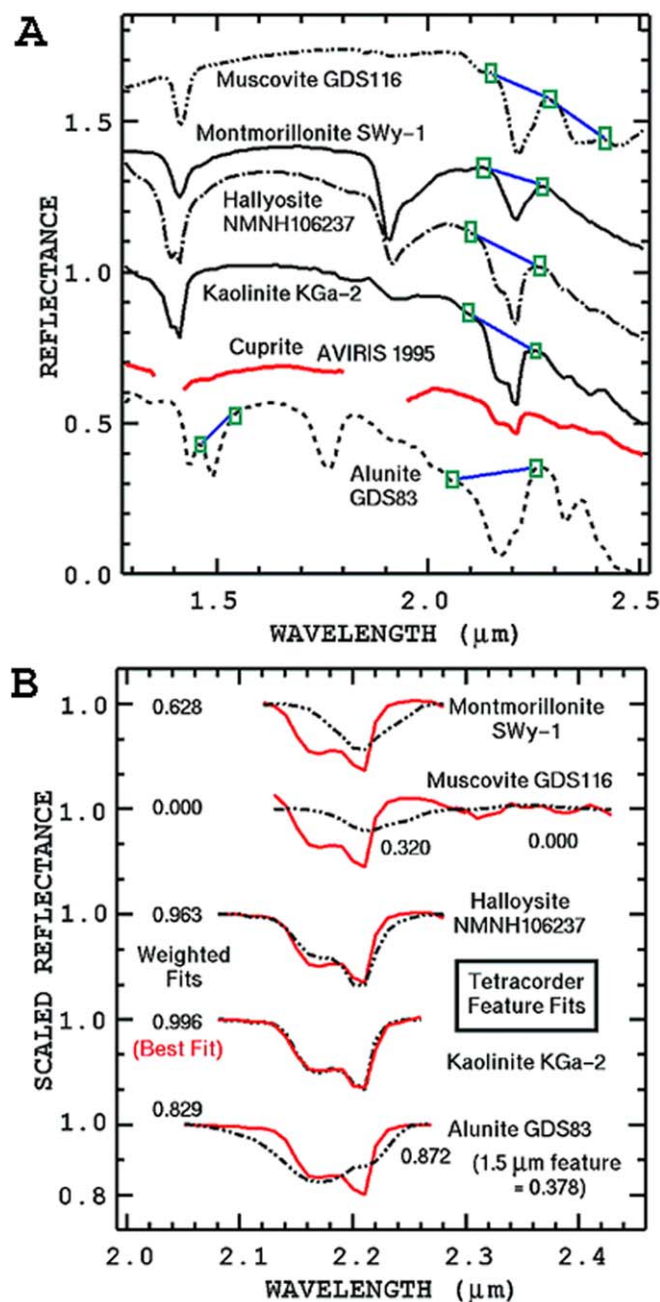 A
Muscovite GDS116
1.5
Montmorillonite SWy-1
Hallyosite
NMNH106237
REFLECTANCE
1.0
Kaolinite KGa-2
Cuprite AVIRIS 1995
0.5
Alunite
GDS83
0.0
1.5 2.0 2.5
WAVELENGTH (μm)
B
1.0 0.628 Montmorillonite
SWy-1
Muscovite GDS116
1.0 0.000
0.320 0.000
SCALED REFLECTANCE
1.0 0.963 Halloysite
NMNH106237
Weighted
Fits
Tetracorder
Feature Fits
1.0 0.996
(Best Fit) Kaolinite KGa-2
0.829
1.0 Alunite GDS83
0.872 (1.5 μm feature
= 0.378)
0.8
2.0 2.1 2.2 2.3 2.4
WAVELENGTH (μm)